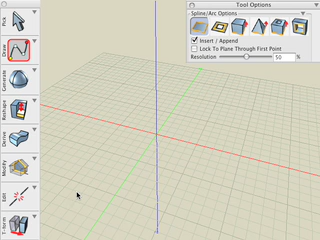 Tool Options
Spline/Arc Options
Insert / Append
Lock To Plane Through First Point
Resolution 50 %
Pick
Draw
Generate
Reshape
Derive
Modify
Edit
T-form